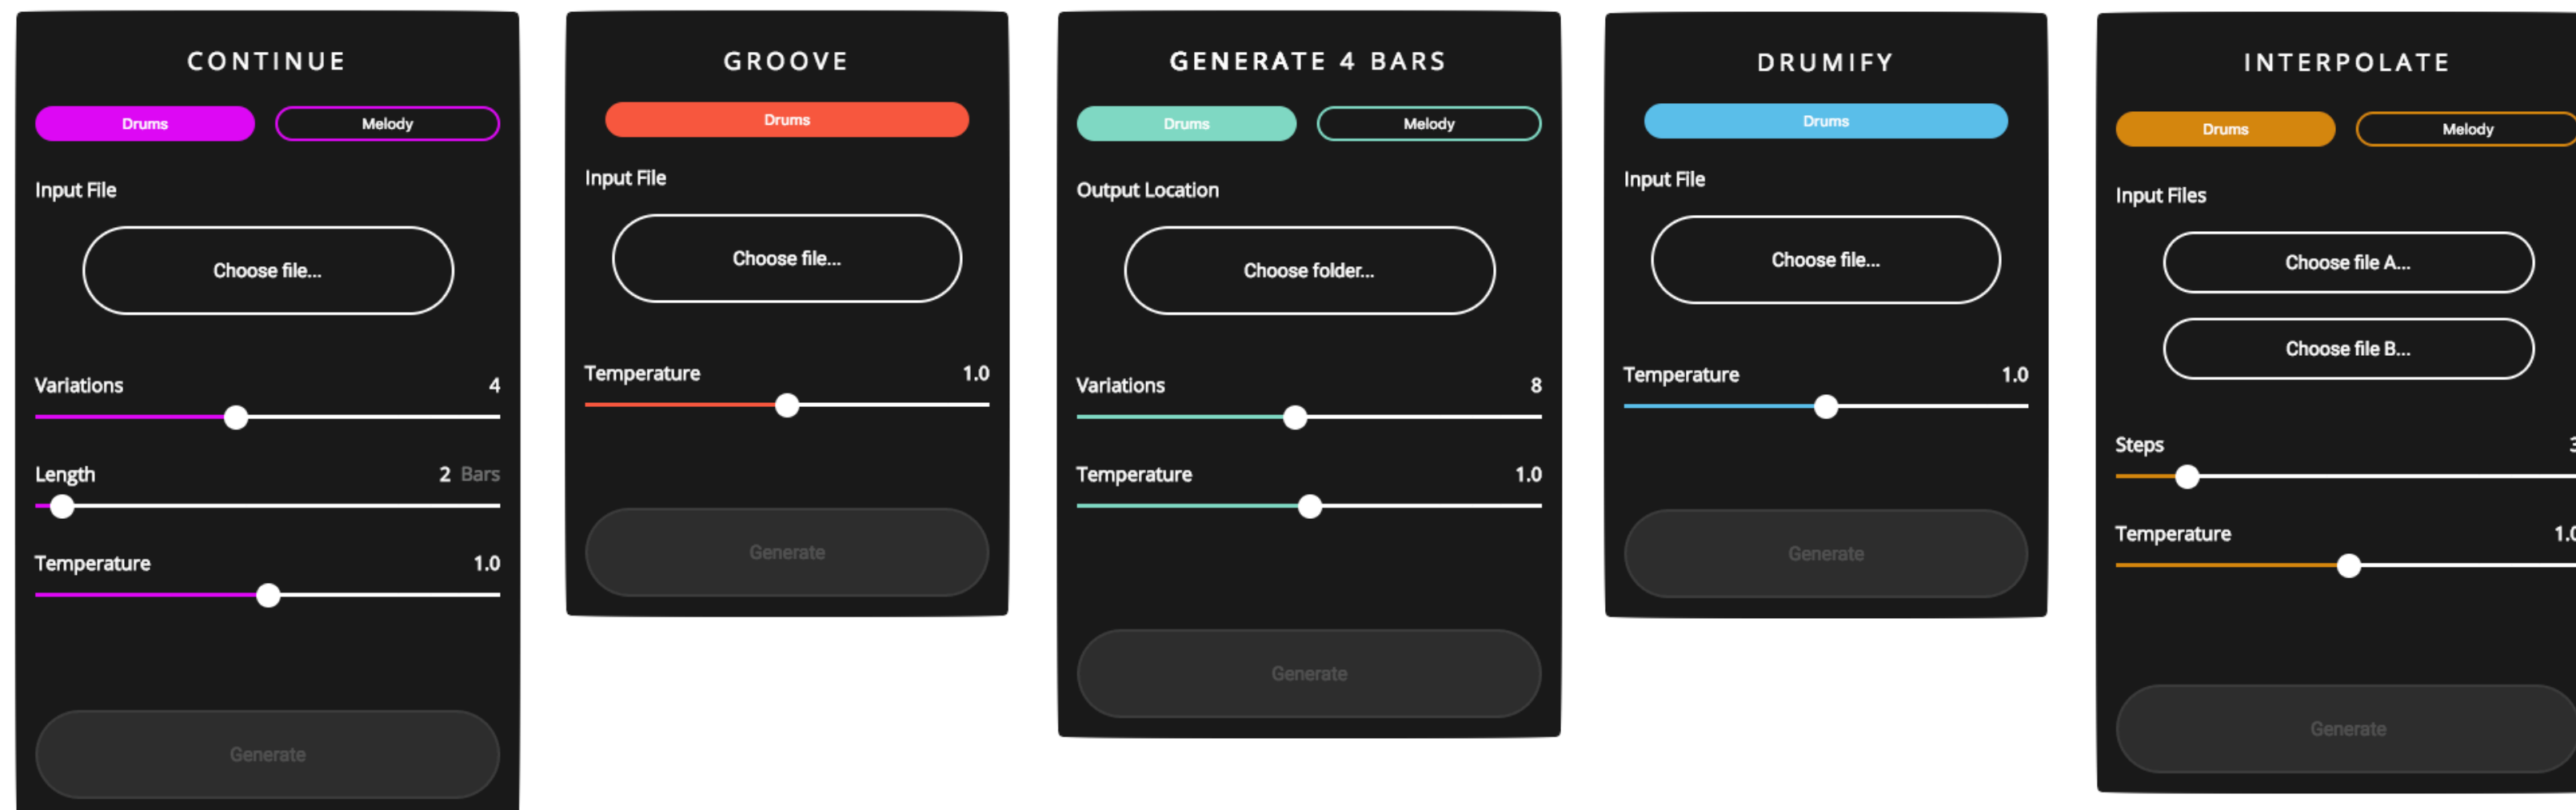 CONTINUE
Drums Melody
Input File
Choose file...
Variations 4
Length 2 Bars
Temperature 1.0
Generate
GROOVE
Drums
Input File
Choose file...
Temperature 1.0
Generate
GENERATE 4 BARS
Drums Melody
Output Location
Choose folder...
Variations 8
Temperature 1.0
Generate
DRUMIFY
Drums
Input File
Choose file...
Temperature 1.0
Generate
INTERPOLATE
Drums Melody
Input Files
Choose file A...
Choose file B...
Steps 3
Temperature 1.0
Generate